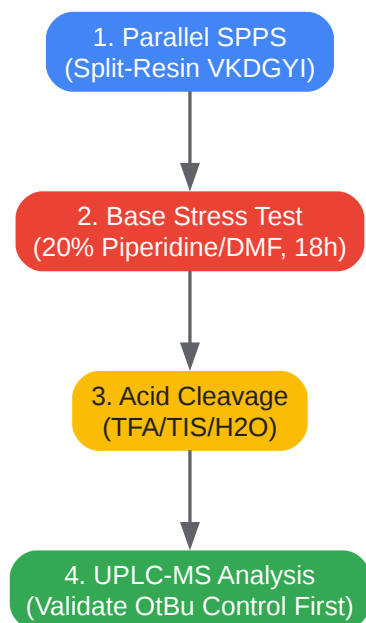 1. Parallel SPPS
(Split-Resin VKDGYI)
2. Base Stress Test
(20% Piperidine/DMF, 18h)
3. Acid Cleavage
(TFA/TIS/H2O)
4. UPLC-MS Analysis
(Validate OtBu Control First)